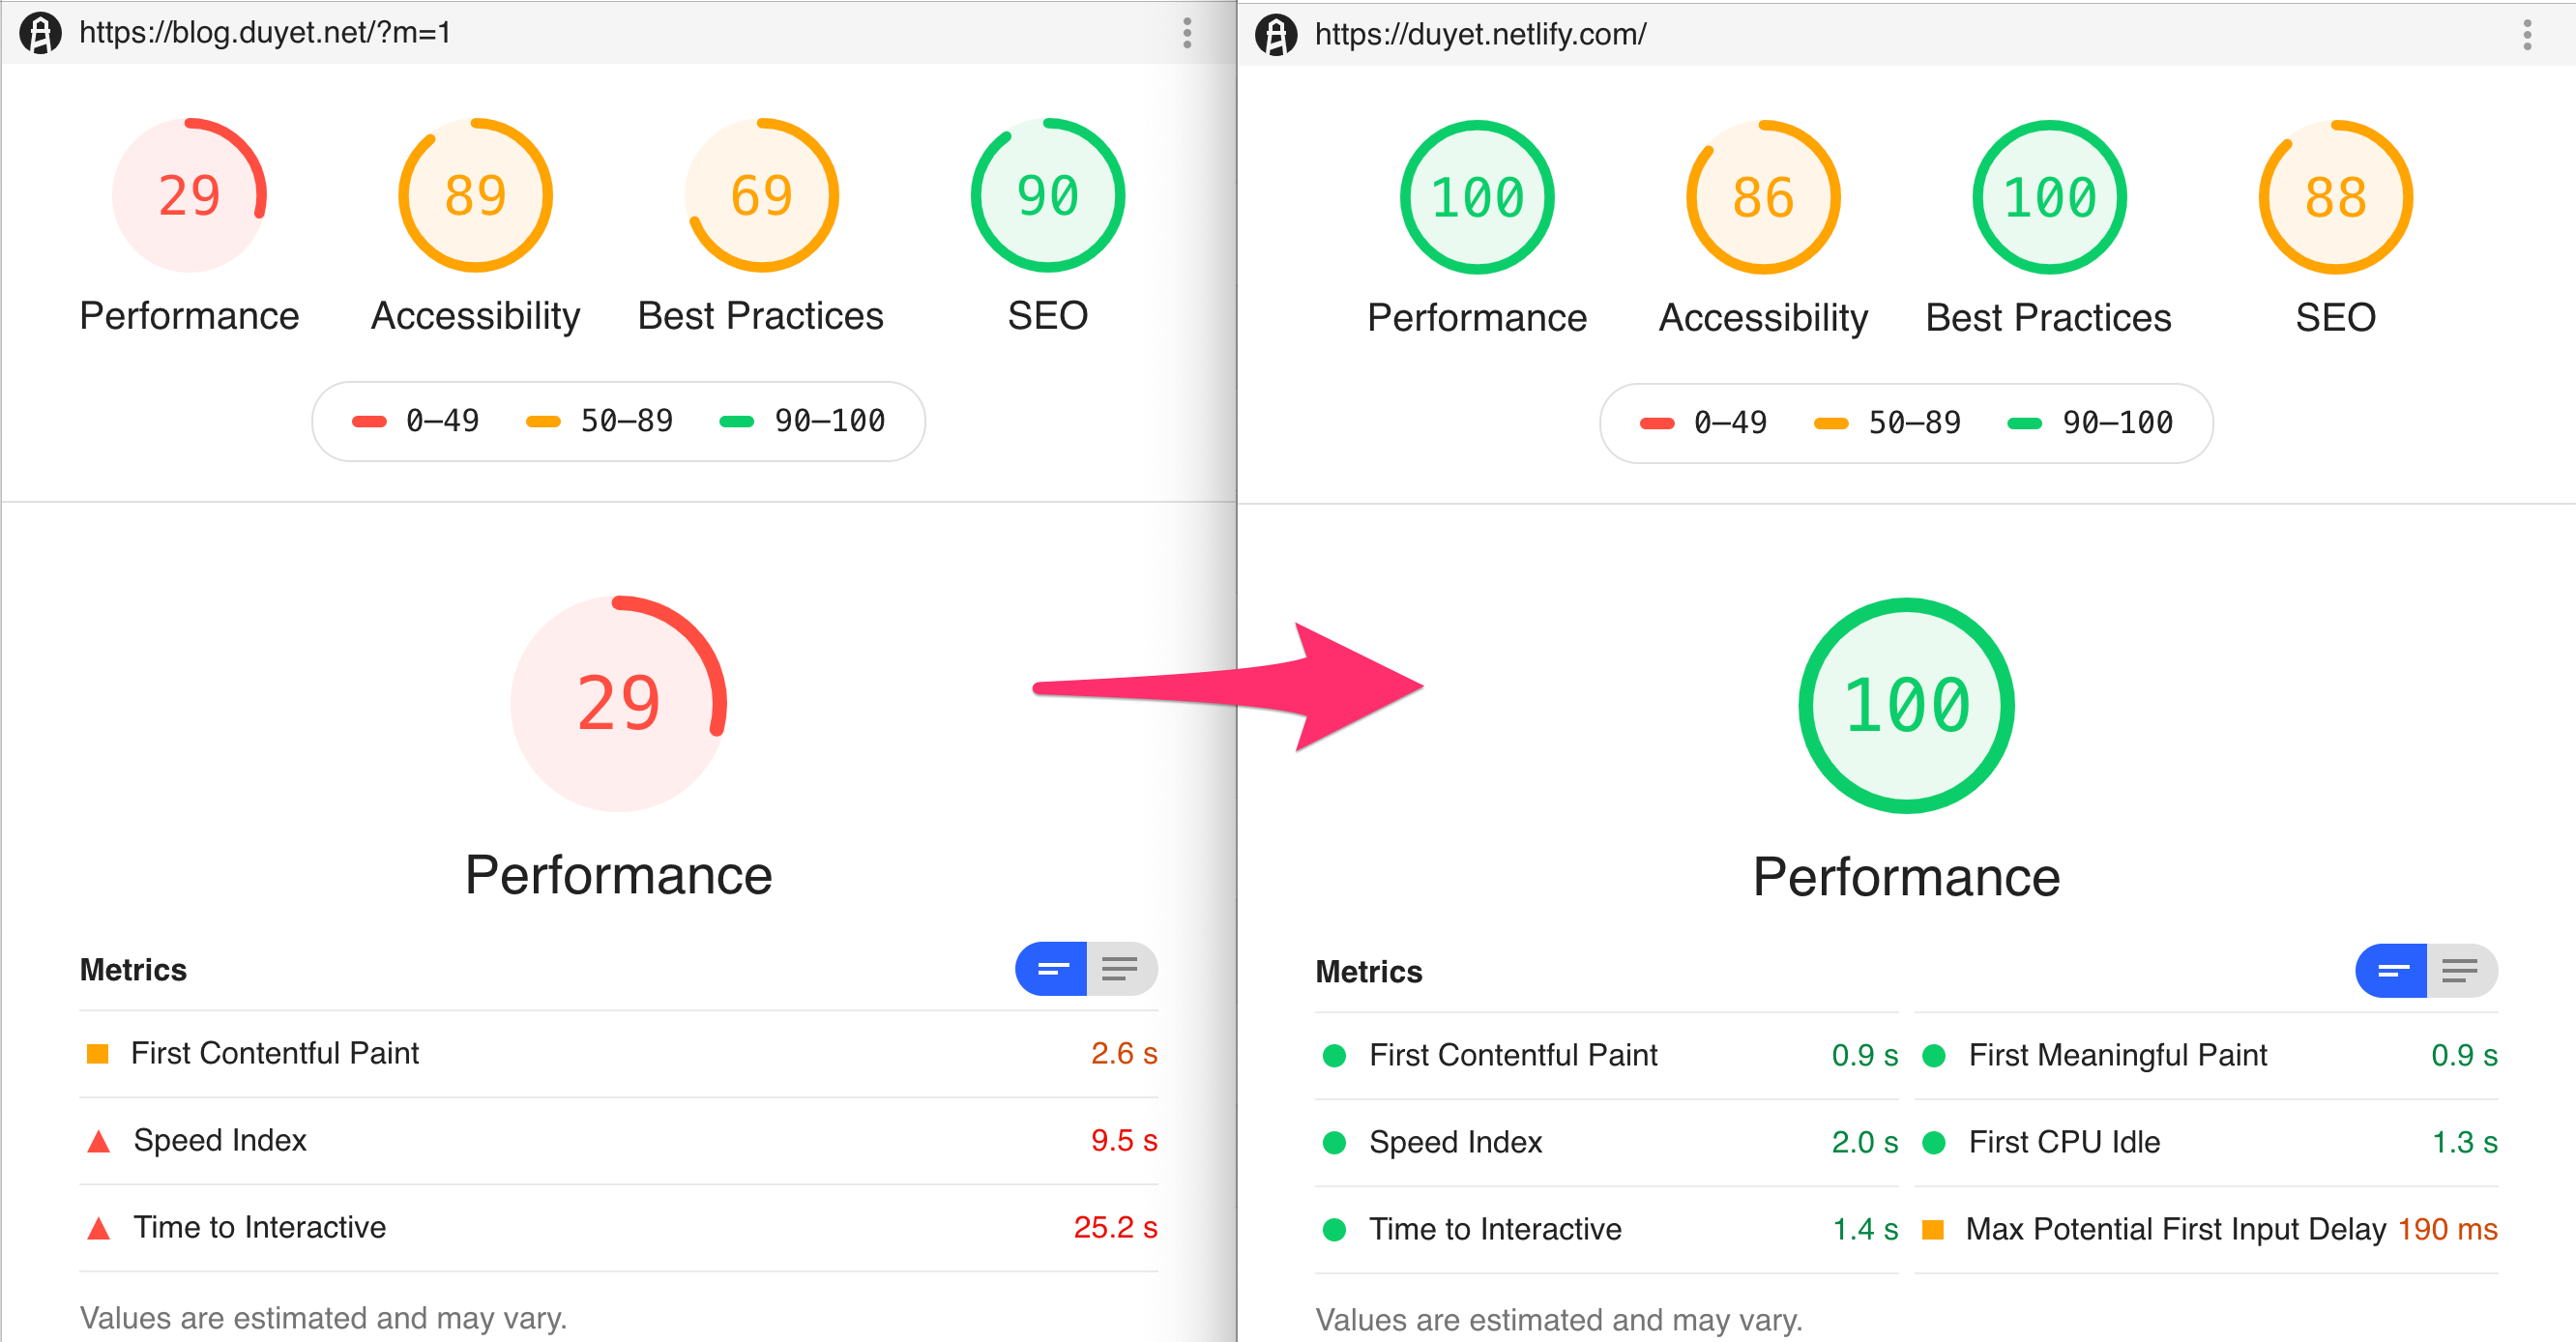 https://blog.duyet.net/?m=1
29
89
69
90
Performance
Accessibility
Best Practices
SEO
0–49
50–89
90–100
29
Performance
Metrics
First Contentful Paint 2.6 s
Speed Index 9.5 s
Time to Interactive 25.2 s
Values are estimated and may vary.
https://duyet.netlify.com/
100
86
100
88
Performance
Accessibility
Best Practices
SEO
0–49
50–89
90–100
100
Performance
Metrics
First Contentful Paint 0.9 s
First Meaningful Paint 0.9 s
Speed Index 2.0 s
First CPU Idle 1.3 s
Time to Interactive 1.4 s
Max Potential First Input Delay 190 ms
Values are estimated and may vary.